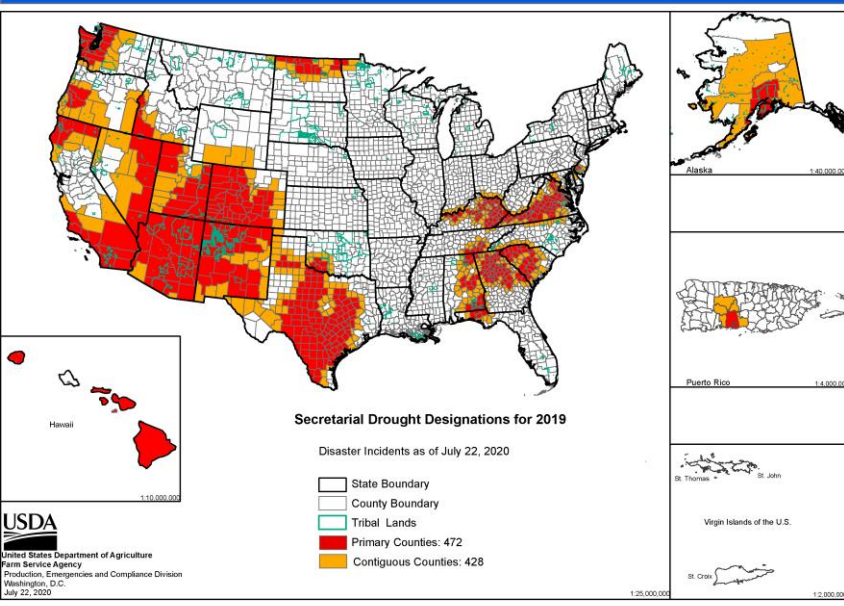 Alaska
1:40,000,00
Puerto Rico
1:4,000,00
Hawaii
1:10,000,000
Secretarial Drought Designations for 2019
Disaster Incidents as of July 22, 2020
State Boundary
County Boundary
Tribal Lands
Primary Counties: 472
Contiguous Counties: 428
St. Thomas
St. John
Virgin Islands of the U.S.
St. Croix
1:2,000,00
1:25,000,000
USDA
United States Department of Agriculture
Farm Service Agency
Production, Emergencies and Compliance Division
Washington, D.C.
July 22, 2020